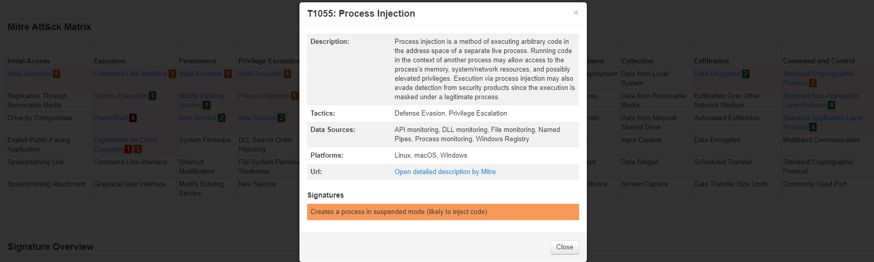 T1055: Process Injection ×
Mitre Att&ck Matrix
Description: Process injection is a method of executing arbitrary code in
the address space of a separate live process. Running code
in the context of another process may allow access to the
process's memory, system/network resources, and possibly
elevated privileges. Execution via process injection may also
evade detection from security products since the execution is
masked under a legitimate process.
Tactics: Defense Evasion, Privilege Escalation
Data Sources: API monitoring, DLL monitoring, File monitoring, Named
Pipes, Process monitoring, Windows Registry
Platforms: Linux, macOS, Windows
Url: Open detailed description by Mitre
Signatures
Creates a process in suspended mode (likely to inject code)
Close
Initial Access Execution Persistence Privilege Escalation Collection Exfiltration Command and Control
Valid Accounts 1 Command-Line Interface 1 Valid Accounts 1 Valid Accounts 1 Data from Local
System Data Encrypted 2 Standard Cryptographic
Protocol 2
Replication Through
Removable Media Service Execution 1 Modify Existing
Service 1 Process Injection 1 Data from Removable
Media Exfiltration Over Other
Network Medium Standard Non-Application
Layer Protocol 4
Drive by Compromise PowerShell 4 New Service 2 New Service 2 Data from Network
Shared Drive Automated Exfiltration Standard Application Layer
Protocol
Exploit Public-Facing
Application Exploitation for Client
Execution 1 1 System Firmware DLL Search Order
Hijacking Input Capture Data Encrypted Multiband Communication
Spearphishing Link Command-Line Interface Shortcut
Modification File System Permissions
Weakness Data Staged Scheduled Transfer Standard Cryptographic
Protocol
Spearphishing Attachment Graphical User Interface Modify Existing
Service New Service Screen Capture Data Transfer Size Limits Commonly Used Port
Signature Overview